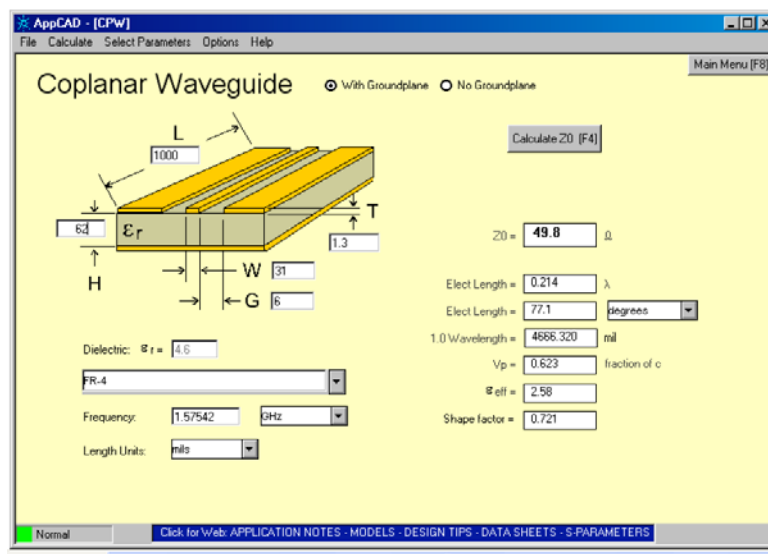 AppCAD - [CPW]
File Calculate Select Parameters Options Help
Main Menu [F8]
Coplanar Waveguide With Groundplane No Groundplane
Calculate Z0 [F4]
L
1000
T
1.3
62
εr
H
W 31
G 6
Z0 = 49.8 Ω
Elect Length = 0.214 λ
Elect Length = 77.1 degrees
1.0 Wavelength = 4666.320 mil
Vp = 0.623 fraction of c
εeff = 2.58
Shape factor = 0.721
Dielectric: εr = 4.6
FR-4
Frequency: 1.57542 GHz
Length Units: mils
Normal
Click for Web: APPLICATION NOTES - MODELS - DESIGN TIPS - DATA SHEETS - S-PARAMETERS